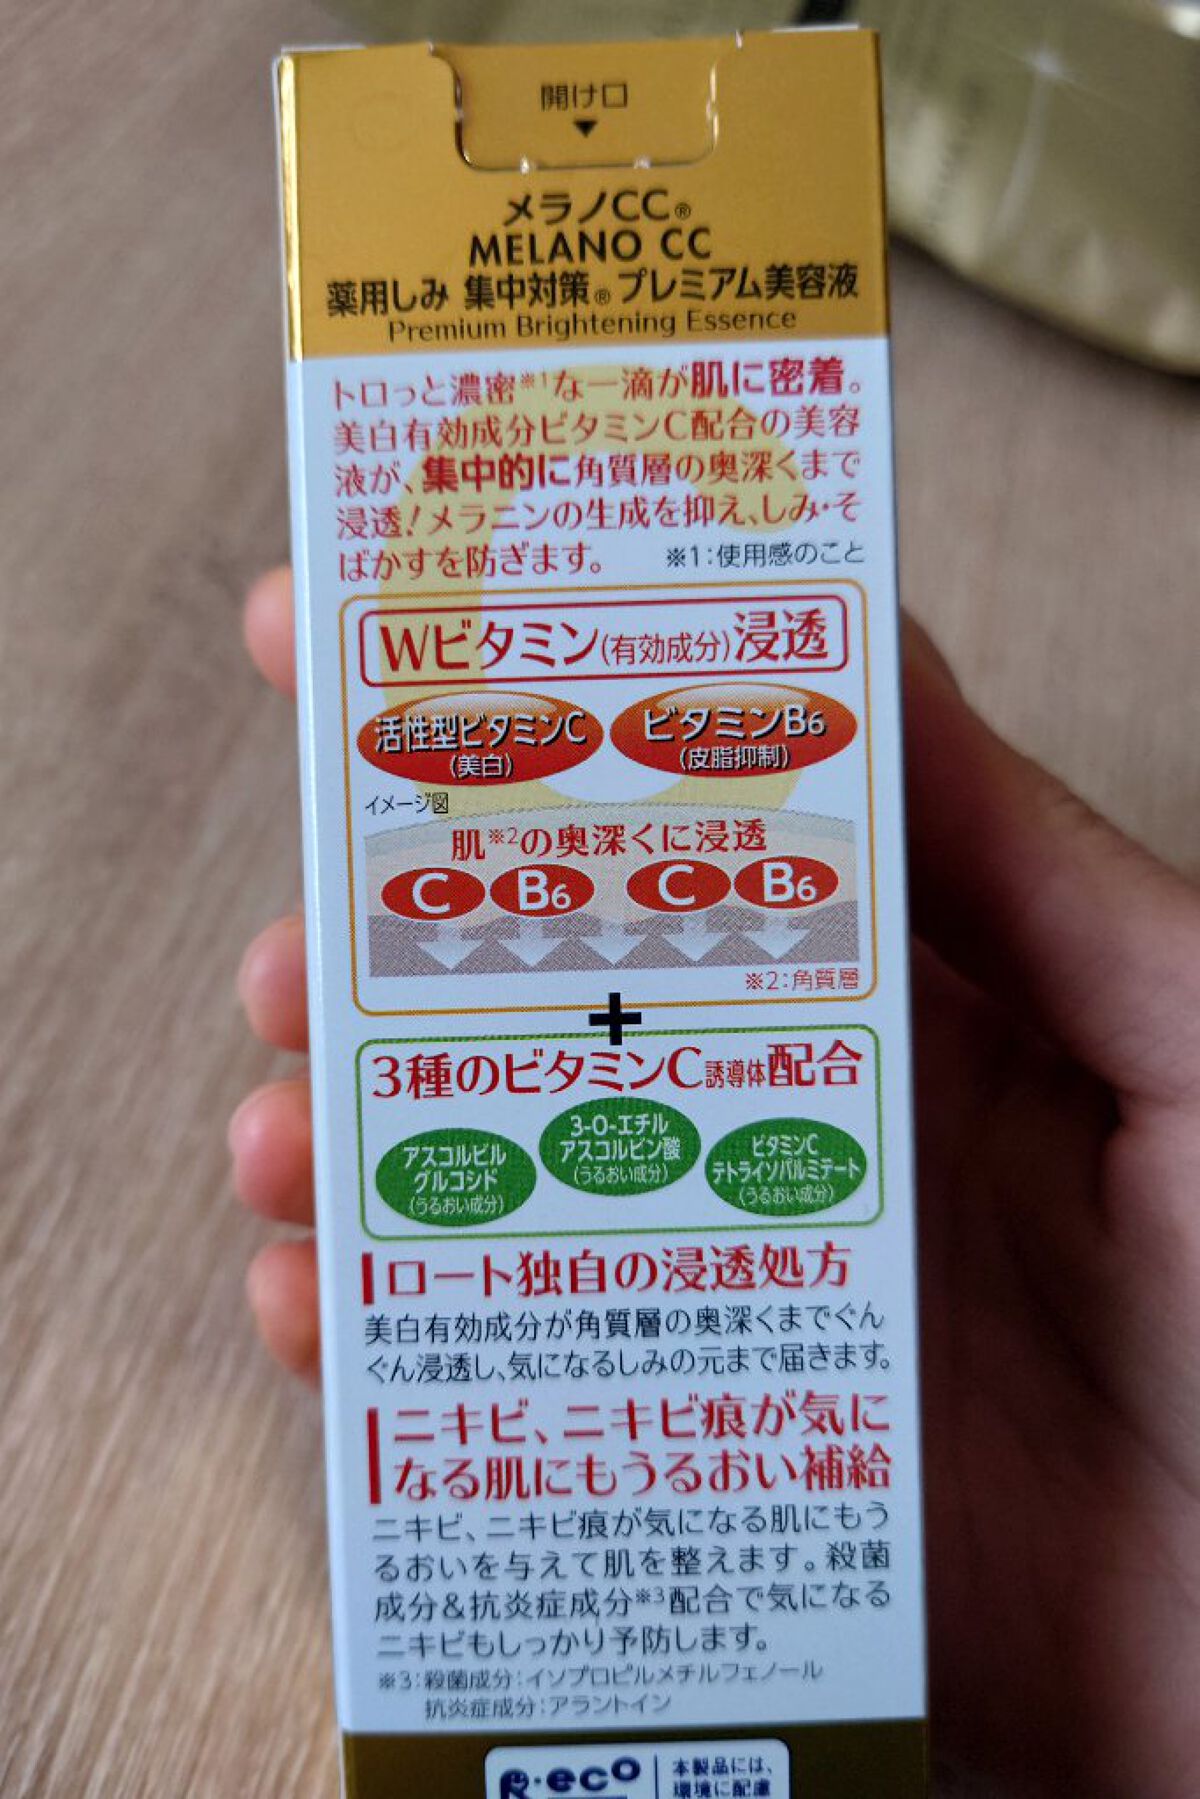 開け口
▼
メラノCC®
MELANO CC
薬用しみ 集中対策® プレミアム美容液
Premium Brightening Essence
トロっと濃密※1な一滴が肌に密着。
美白有効成分ビタミンC配合の美容
液が、集中的に角質層の奥深くまで
浸透!メラニンの生成を抑え、しみ・そ
ばかすを防ぎます。 ※1:使用感のこと
Wビタミン(有効成分)浸透
活性型ビタミンC
(美白)
ビタミンB6
(皮脂抑制)
イメージ図
肌※2の奥深くに浸透
C B6 C B6
※2:角質層
+
3種のビタミンC誘導体配合
アスコルビル
グルコシド
(うるおい成分)
3-O-エチル
アスコルビン酸
(うるおい成分)
ビタミンC
テトライソパルミテート
(うるおい成分)
ロート独自の浸透処方
美白有効成分が角質層の奥深くまでぐん
ぐん浸透し、気になるしみの元まで届きます。
ニキビ、ニキビ痕が気に
なる肌にもうるおい補給
ニキビ、ニキビ痕が気になる肌にもう
るおいを与えて肌を整えます。殺菌
成分&抗炎症成分※3配合で気になる
ニキビもしっかり予防します。
※3:殺菌成分:イソプロピルメチルフェノール
抗炎症成分:アラントイン
R・eco
本製品には、
環境に配慮